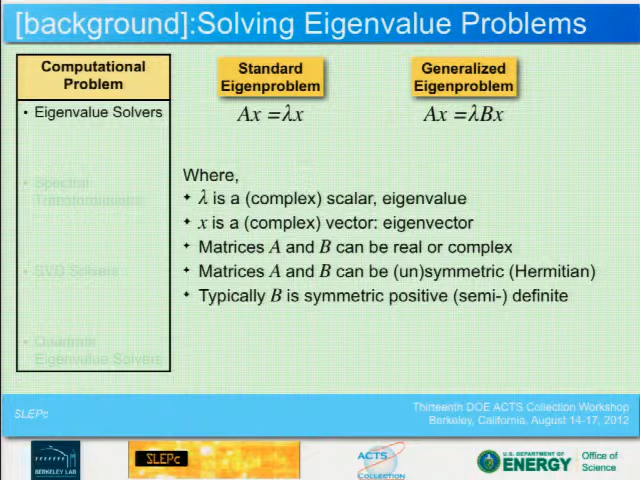 [background]:Solving Eigenvalue Problems
Computational
Problem
• Eigenvalue Solvers
• Spectral
Transformations
• SVD Solvers
• Quadratic
Eigenvalue Solvers
Standard
Eigenproblem
Ax =λx
Generalized
Eigenproblem
Ax =λBx
Where,
✦ λ is a (complex) scalar, eigenvalue
✦ x is a (complex) vector: eigenvector
✦ Matrices A and B can be real or complex
✦ Matrices A and B can be (un)symmetric (Hermitian)
✦ Typically B is symmetric positive (semi-) definite
SLEPc
Thirteenth DOE ACTS Collection Workshop
Berkeley, California, August 14-17, 2012
BERKELEY LAB
SLEPc
ACTS
COLLECTION
U.S. DEPARTMENT OF
ENERGY
Office of
Science